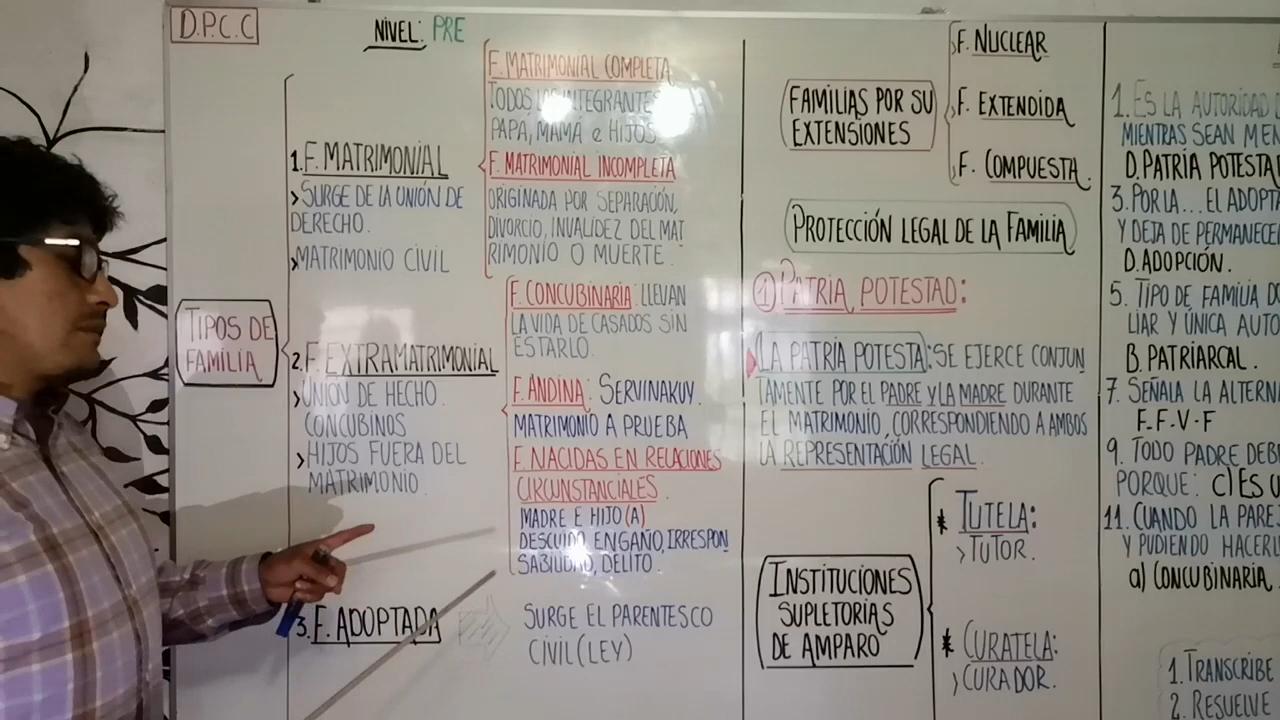 D.P.C.C
NIVEL: PRE
TIPOS DE
FAMILIA
1. F. MATRIMONIAL
> SURGE DE LA UNIÓN DE
DERECHO.
> MATRIMONIO CIVIL
F. MATRIMONIAL COMPLETA
TODOS LOS INTEGRANTES
PAPÁ, MAMÁ e HIJOS
F. MATRIMONIAL INCOMPLETA
ORIGINADA POR SEPARACIÓN,
DIVORCIO, INVALIDEZ DEL MAT
RIMONIO O MUERTE.
2. F EXTRAMATRIMONIAL
> UNIÓN DE HECHO.
CONCUBINOS
> HIJOS FUERA DEL
MATRIMONIO.
F. CONCUBINARIA: LLEVAN
LA VIDA DE CASADOS SIN
ESTARLO.
F. ANDINA: SERVINAKUY.
MATRIMONIO A PRUEBA
F. NACIDAS EN RELACIONES
CIRCUNSTANCIALES.
MADRE E HIJO(A)
DESCUIDO, ENGAÑO, IRRESPON
SABILIDAD, DELITO.
3. F. ADOPTADA
SURGE EL PARENTESCO
CIVIL (LEY)
FAMILIAS POR SU
EXTENSIONES
F. NUCLEAR
F. EXTENDIDA
F. COMPUESTA.
PROTECCIÓN LEGAL DE LA FAMILIA
① PATRIA POTESTAD:
LA PATRIA POTESTA: SE EJERCE CONJUN
TAMENTE POR EL PADRE Y LA MADRE DURANTE
EL MATRIMONIO, CORRESPONDIENDO A AMBOS
LA REPRESENTACIÓN LEGAL.
INSTITUCIONES
SUPLETORIAS
DE AMPARO
* TUTELA:
> TUTOR.
* CURATELA:
> CURADOR.
1. ES LA AUTORIDAD
MIENTRAS SEAN MEN
D. PATRIA POTESTA
3. POR LA... EL ADOPTA
Y DEJA DE PERMANECE
D. ADOPCIÓN.
5. TIPO DE FAMILIA DO
LIAR Y ÚNICA AUTO
B. PATRIARCAL.
7. SEÑALA LA ALTERNA
F.F-V-F
9. TODO PADRE DEB
PORQUE: C) ES U
11. CUANDO LA PARE
Y PUDIENDO HACERL
a) CONCUBINARIA
1. TRANSCRIBE
2. RESUELVE